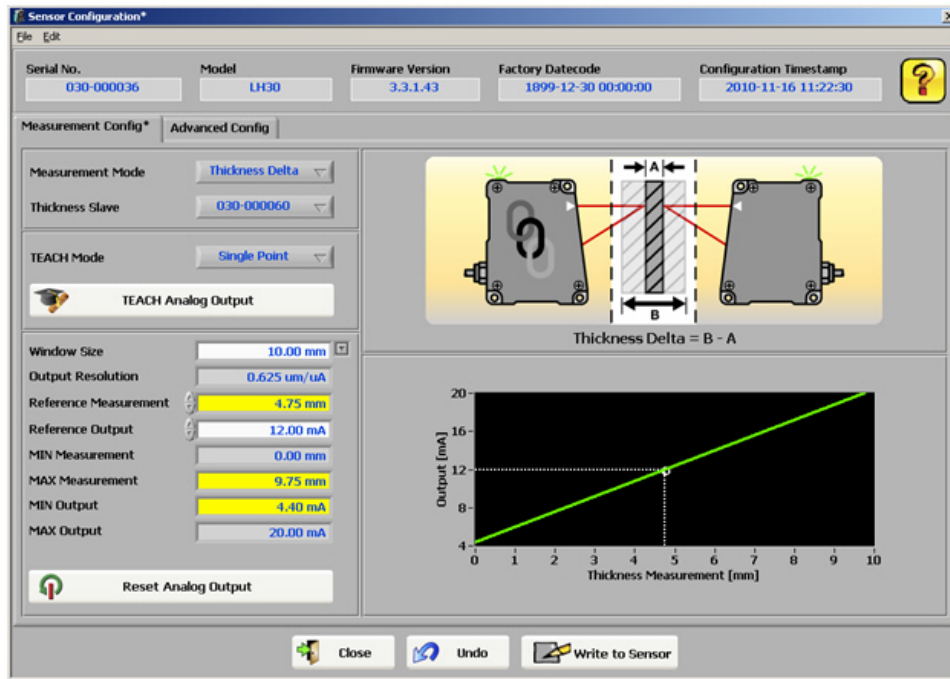 Sensor Configuration*
File Edit
Serial No. Model Firmware Version Factory Datecode Configuration Timestamp
030-000036 LH30 3.3.1.43 1899-12-30 00:00:00 2010-11-16 11:22:30
?
Measurement Config* Advanced Config
Measurement Mode Thickness Delta
Thickness Slave 030-000060
TEACH Mode Single Point
TEACH Analog Output
Window Size 10.00 mm
Output Resolution 0.625 um/uA
Reference Measurement 4.75 mm
Reference Output 12.00 mA
MIN Measurement 0.00 mm
MAX Measurement 9.75 mm
MIN Output 4.40 mA
MAX Output 20.00 mA
Reset Analog Output
A
B
Thickness Delta = B - A
Output [mA]
20
16
12
8
4
0 1 2 3 4 5 6 7 8 9 10
Thickness Measurement [mm]
Close Undo Write to Sensor